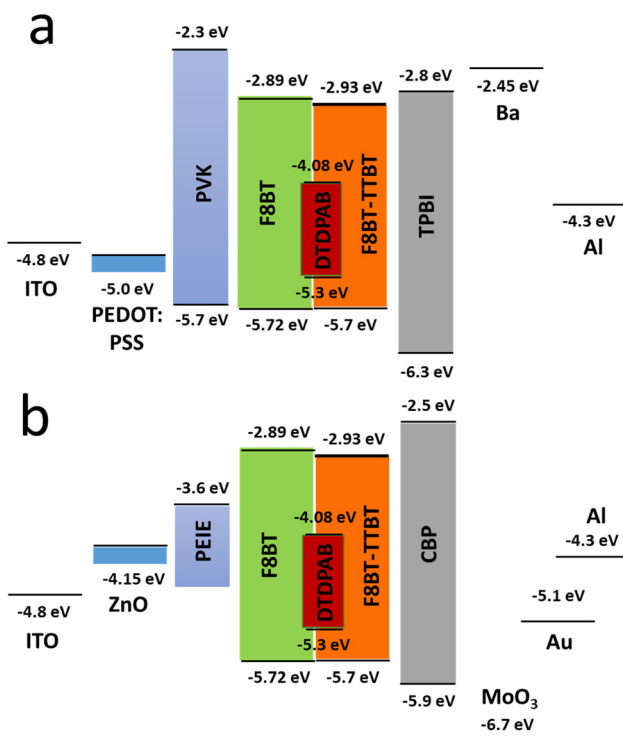 a
-2.3 eV
-2.89 eV
-2.93 eV
-2.8 eV
-2.45 eV
Ba
-4.08 eV
PVK
F8BT
DTDPAB
F8BT-TTBT
TPBI
-4.8 eV
ITO
-5.0 eV
PEDOT:
PSS
-4.3 eV
Al
-5.3 eV
-5.7 eV
-5.72 eV
-5.7 eV
-6.3 eV
b
-2.5 eV
-2.89 eV
-2.93 eV
-3.6 eV
-4.08 eV
PEIE
F8BT
DTDPAB
F8BT-TTBT
CBP
Al
-4.3 eV
-4.15 eV
ZnO
-4.8 eV
ITO
-5.1 eV
Au
-5.3 eV
-5.72 eV
-5.7 eV
-5.9 eV
MoO₃
-6.7 eV